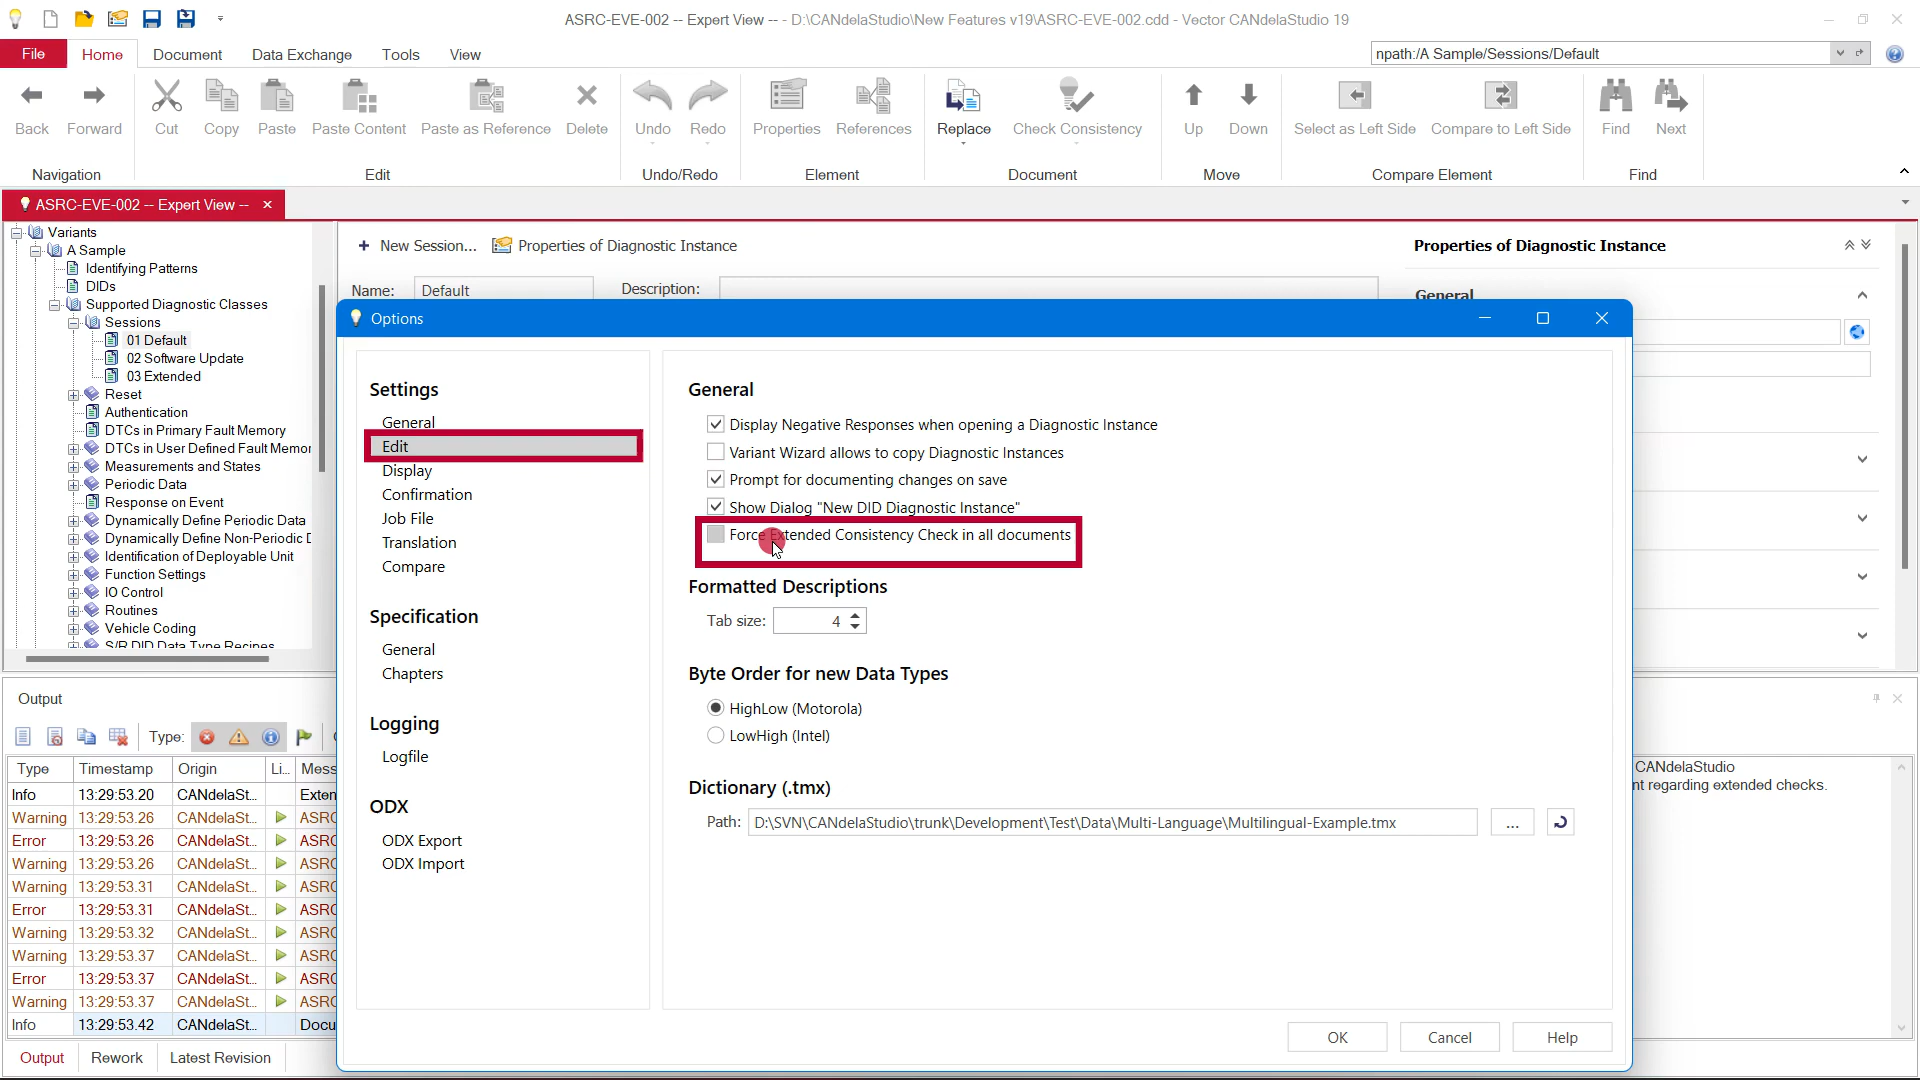 ASRC-EVE-002 -- Expert View -- - D:\CANdelaStudio\New Features v19\ASRC-EVE-002.cdd - Vector CANdelaStudio 19
File Home Document Data Exchange Tools View
npath:/A Sample/Sessions/Default
Back Forward Cut Copy Paste Paste Content Paste as Reference Delete Undo Redo Properties References Replace Check Consistency Up Down Select as Left Side Compare to Left Side Find Next
Navigation Edit Undo/Redo Element Document Move Compare Element Find
ASRC-EVE-002 -- Expert View --
Variants
A Sample
Identifying Patterns
DIDs
Supported Diagnostic Classes
Sessions
01 Default
02 Software Update
03 Extended
Reset
Authentication
DTCs in Primary Fault Memory
DTCs in User Defined Fault Memor
Measurements and States
Periodic Data
Response on Event
Dynamically Define Periodic Data
Dynamically Define Non-Periodic D
Identification of Deployable Unit
Function Settings
IO Control
Routines
Vehicle Coding
S/R DID Data Type Recipes
New Session... Properties of Diagnostic Instance
Name: Default Description:
Properties of Diagnostic Instance
General
Options
Settings
General
Edit
Display
Confirmation
Job File
Translation
Compare
Specification
General
Chapters
Logging
Logfile
ODX
ODX Export
ODX Import
General
Display Negative Responses when opening a Diagnostic Instance
Variant Wizard allows to copy Diagnostic Instances
Prompt for documenting changes on save
Show Dialog "New DID Diagnostic Instance"
Force Extended Consistency Check in all documents
Formatted Descriptions
Tab size: 4
Byte Order for new Data Types
HighLow (Motorola)
LowHigh (Intel)
Dictionary (.tmx)
Path: D:\SVN\CANdelaStudio\trunk\Development\Test\Data\Multi-Language\Multilingual-Example.tmx ...
OK Cancel Help
Output
Type:
Type Timestamp Origin Li... Mess
Info 13:29:53.20 CANdelaSt... Exten
Warning 13:29:53.26 CANdelaSt... ASRC
Error 13:29:53.26 CANdelaSt... ASRC
Warning 13:29:53.26 CANdelaSt... ASRC
Warning 13:29:53.31 CANdelaSt... ASRC
Error 13:29:53.31 CANdelaSt... ASRC
Warning 13:29:53.32 CANdelaSt... ASRC
Warning 13:29:53.37 CANdelaSt... ASRC
Error 13:29:53.37 CANdelaSt... ASRC
Warning 13:29:53.37 CANdelaSt... ASRC
Info 13:29:53.42 CANdelaSt... Docu
CANdelaStudio
nt regarding extended checks.
Output Rework Latest Revision